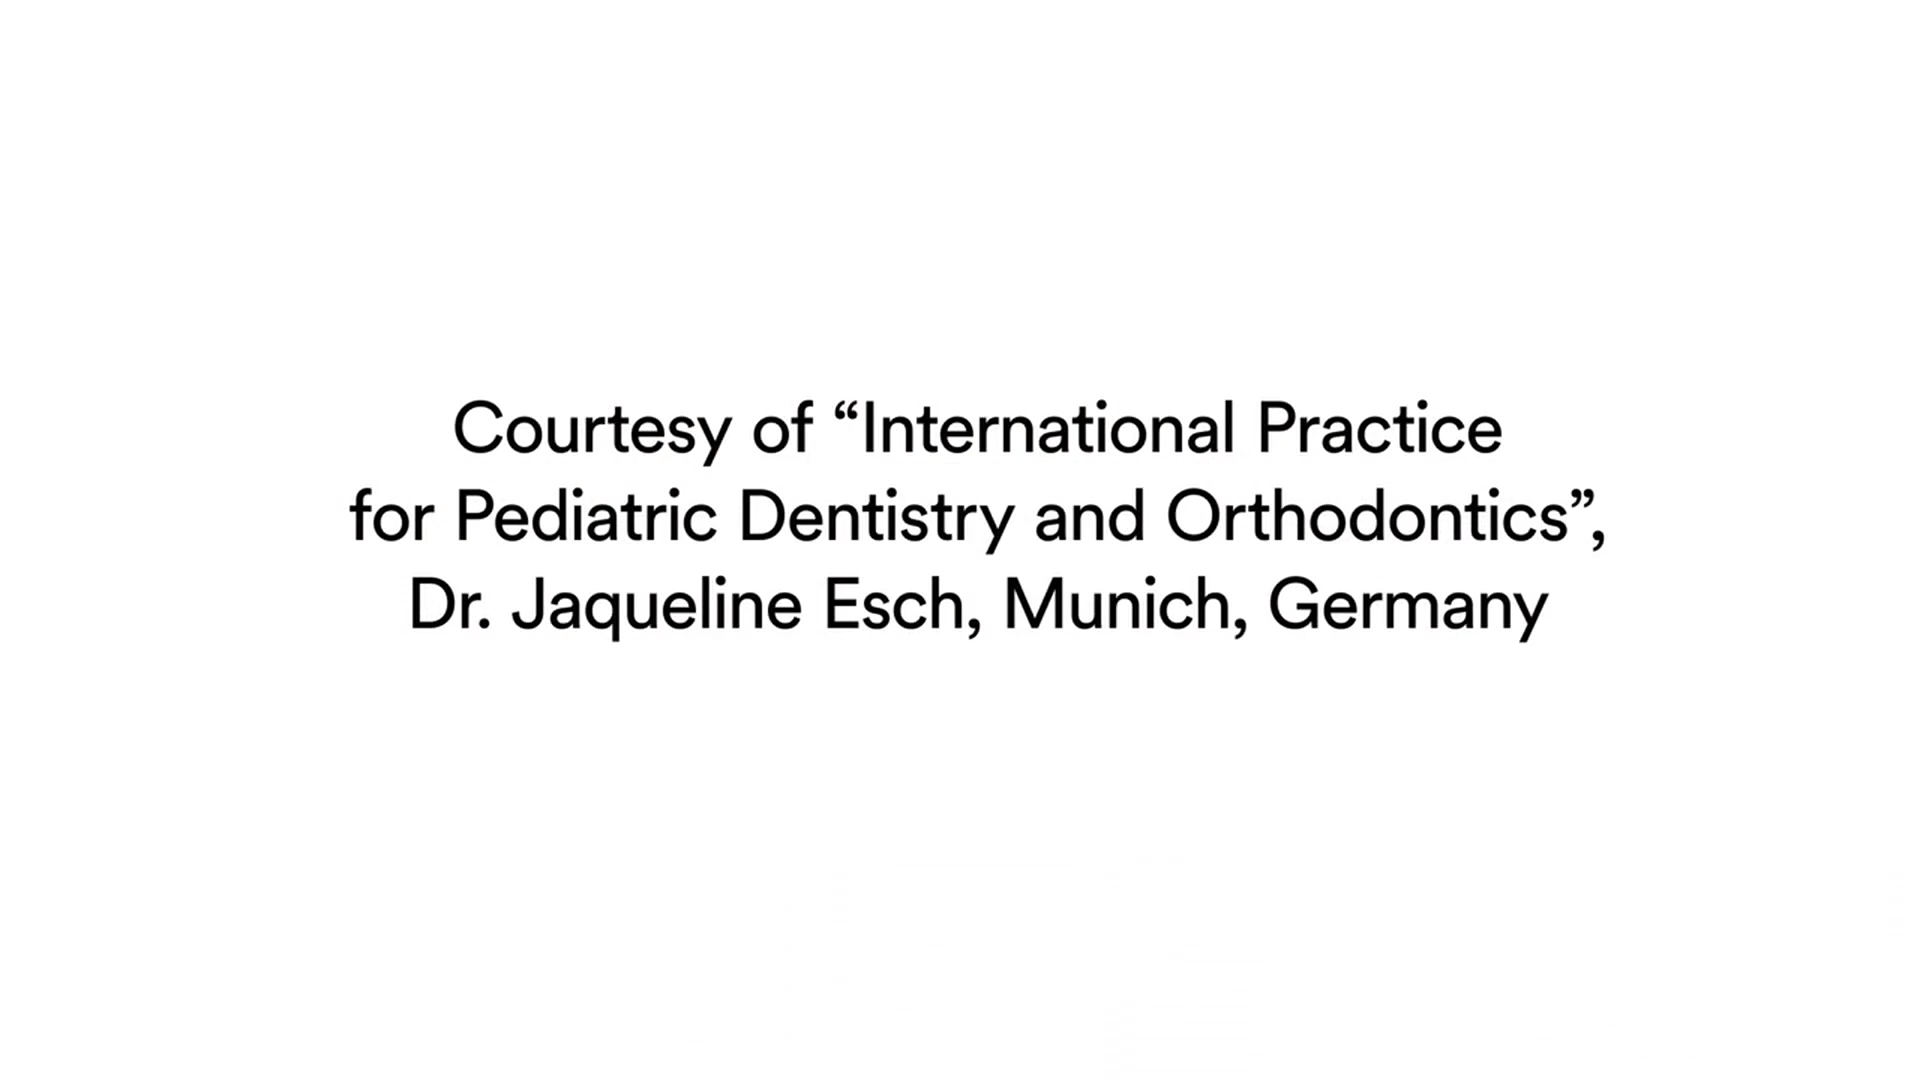 Courtesy of “International Practice
for Pediatric Dentistry and Orthodontics”,
Dr. Jaqueline Esch, Munich, Germany